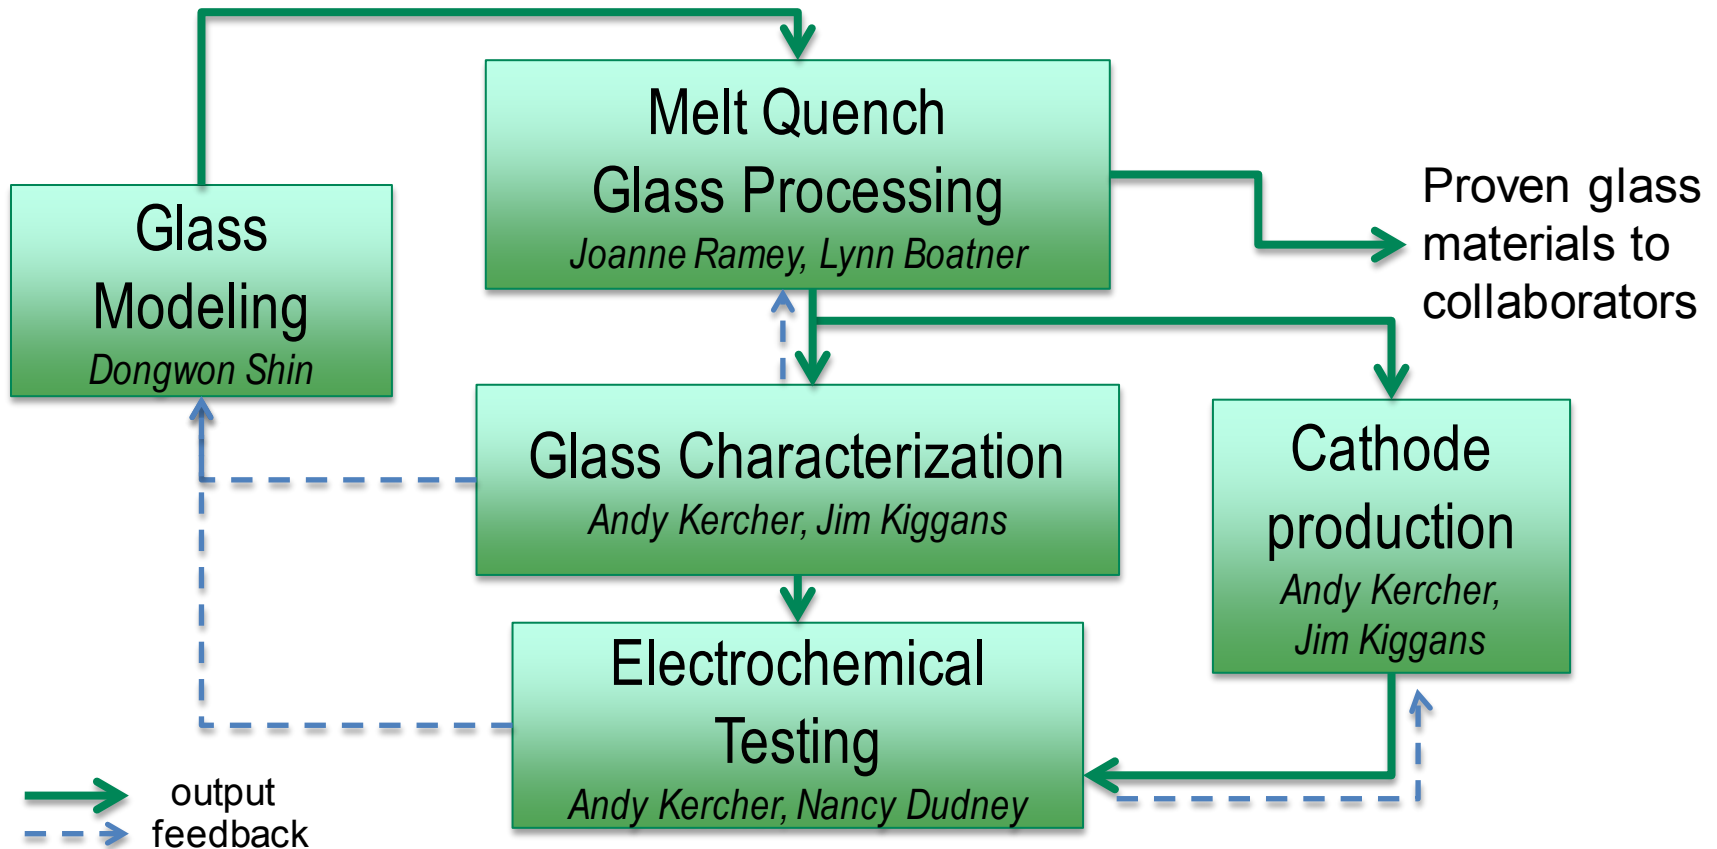 Melt Quench
Glass Processing
Joanne Ramey, Lynn Boatner
Proven glass
materials to
collaborators
Glass
Modeling
Dongwon Shin
Glass Characterization
Andy Kercher, Jim Kiggans
Cathode
production
Andy Kercher,
Jim Kiggans
Electrochemical
Testing
Andy Kercher, Nancy Dudney
output
feedback